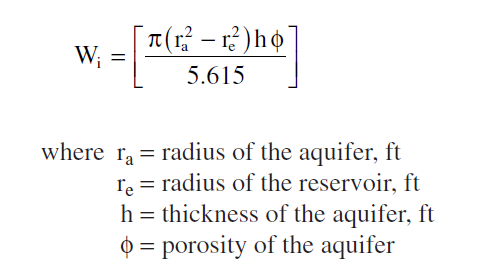 W_i = [π(r_a^2 − r_e^2)hϕ / 5.615]
where r_a = radius of the aquifer, ft
r_e = radius of the reservoir, ft
h = thickness of the aquifer, ft
ϕ = porosity of the aquifer